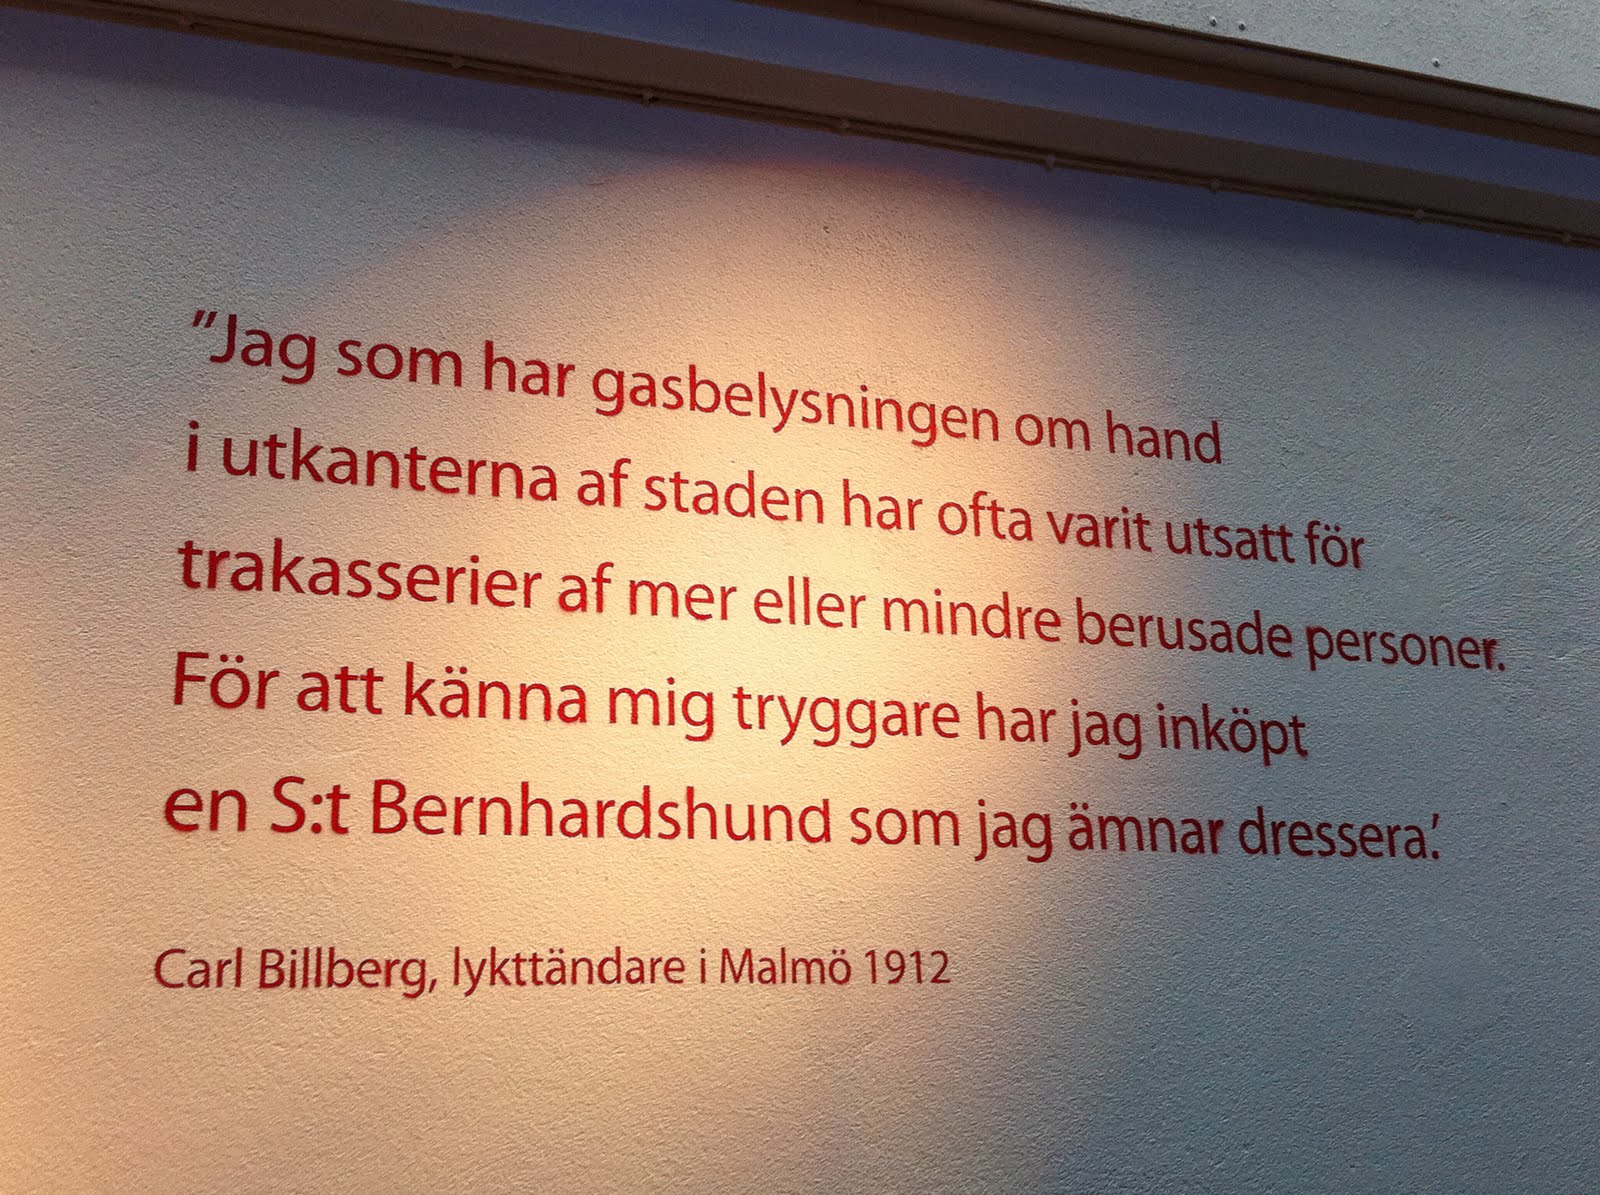 ”Jag som har gasbelysningen om hand
i utkanterna af staden har ofta varit utsatt för
trakasserier af mer eller mindre berusade personer.
För att känna mig tryggare har jag inköpt
en S:t Bernhardshund som jag ämnar dressera.’
Carl Billberg, lykttändare i Malmö 1912